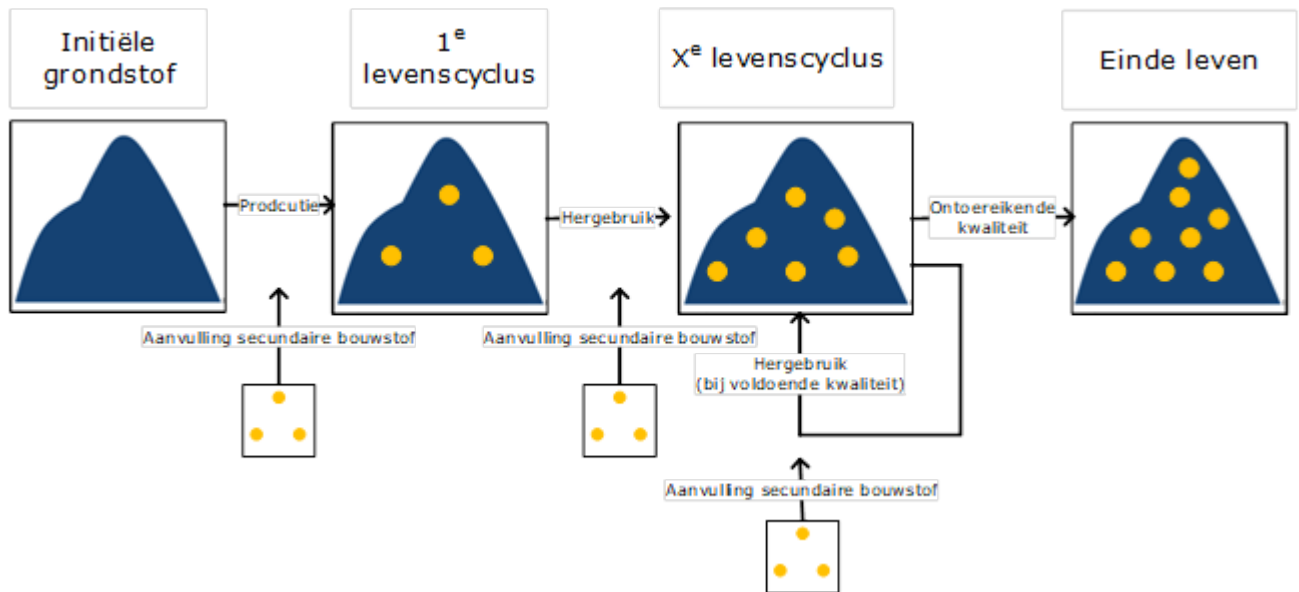 Initiële
grondstof
1e
levenscyclus
Xe levenscyclus
Einde leven
Prodcutie
Hergebruik
Ontoereikende
kwaliteit
Aanvulling secundaire bouwstof
Aanvulling secundaire bouwstof
Hergebruik
(bij voldoende kwaliteit)
Aanvulling secundaire bouwstof